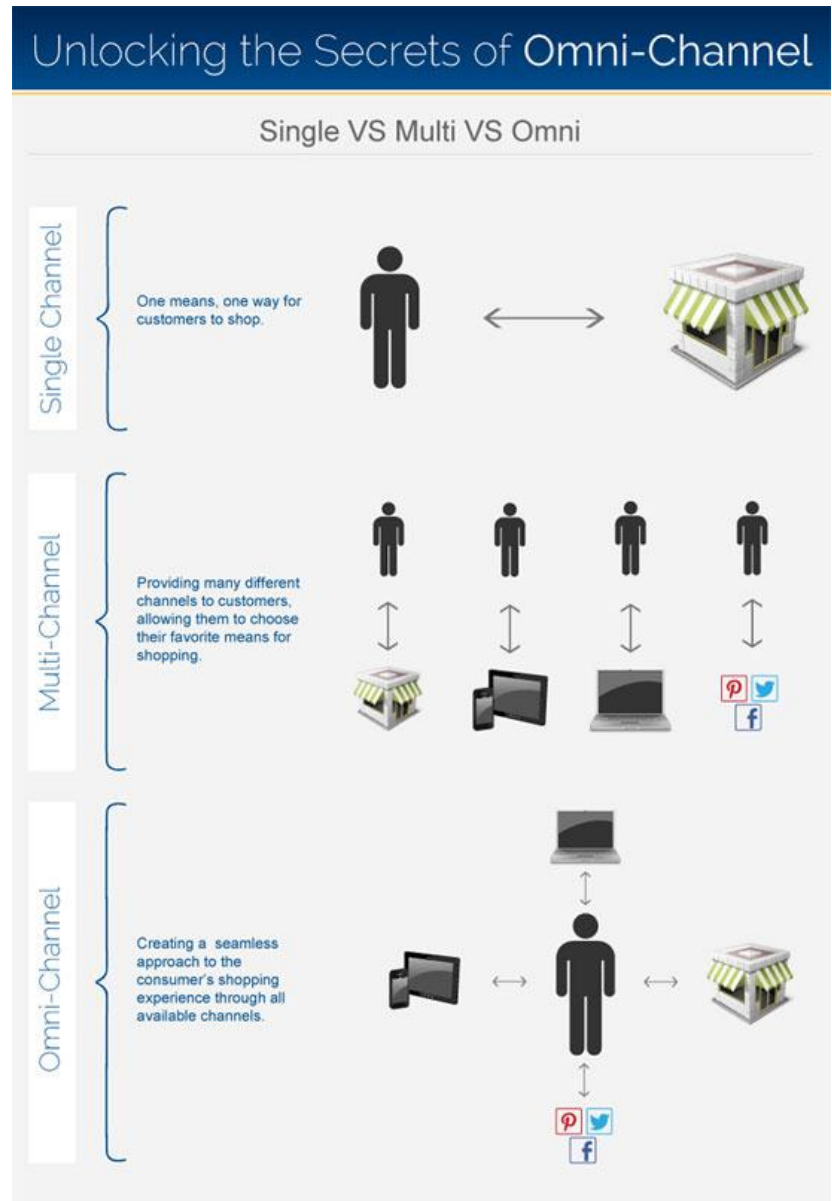 Unlocking the Secrets of Omni-Channel
Single VS Multi VS Omni
Single Channel
One means, one way for
customers to shop.
Multi-Channel
Providing many different
channels to customers,
allowing them to choose
their favorite means for
shopping.
Omni-Channel
Creating a seamless
approach to the
consumer's shopping
experience through all
available channels.